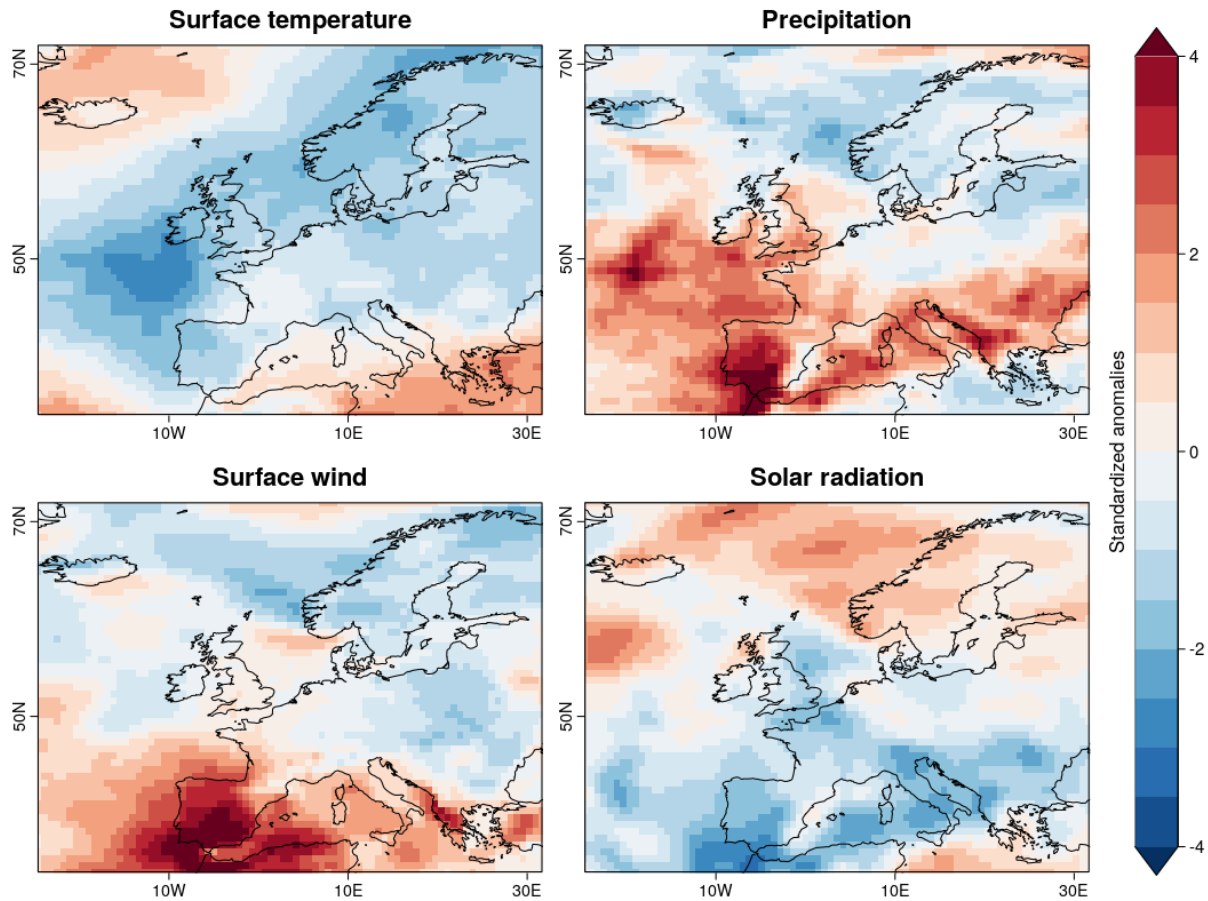 Surface temperature
Precipitation
70N
50N
10W
10E
30E
70N
50N
10W
10E
30E
Surface wind
Solar radiation
70N
50N
10W
10E
30E
70N
50N
10W
10E
30E
Standardized anomalies
4
2
0
-2
-4